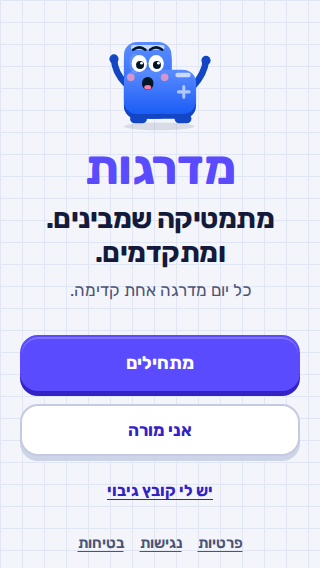 מדרגות
מתמטיקה שמבינים.
ומתקדמים.
כל יום מדרגה אחת קדימה.
מתחילים
אני מורה
יש לי קובץ גיבוי
פרטיות נגישות בטיחות